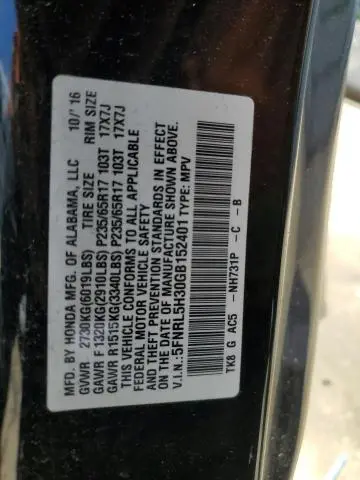 MFD. BY HONDA MFG. OF ALABAMA, LLC 10/'16
GVWR 2730KG(6019LBS) TIRE SIZE RIM SIZE
GAWR F 1320KG(2910LBS) P235/65R17 103T 17X7J
GAWR R 1515KG(3340LBS) P235/65R17 103T 17X7J
THIS VEHICLE CONFORMS TO ALL APPLICABLE
FEDERAL MOTOR VEHICLE SAFETY
AND THEFT PREVENTION STANDARDS IN EFFECT
ON THE DATE OF MANUFACTURE SHOWN ABOVE.
V.I.N.:5FNRL5H30GB152401 TYPE: MPV
TK8 G AC5 -NH731P - C - B